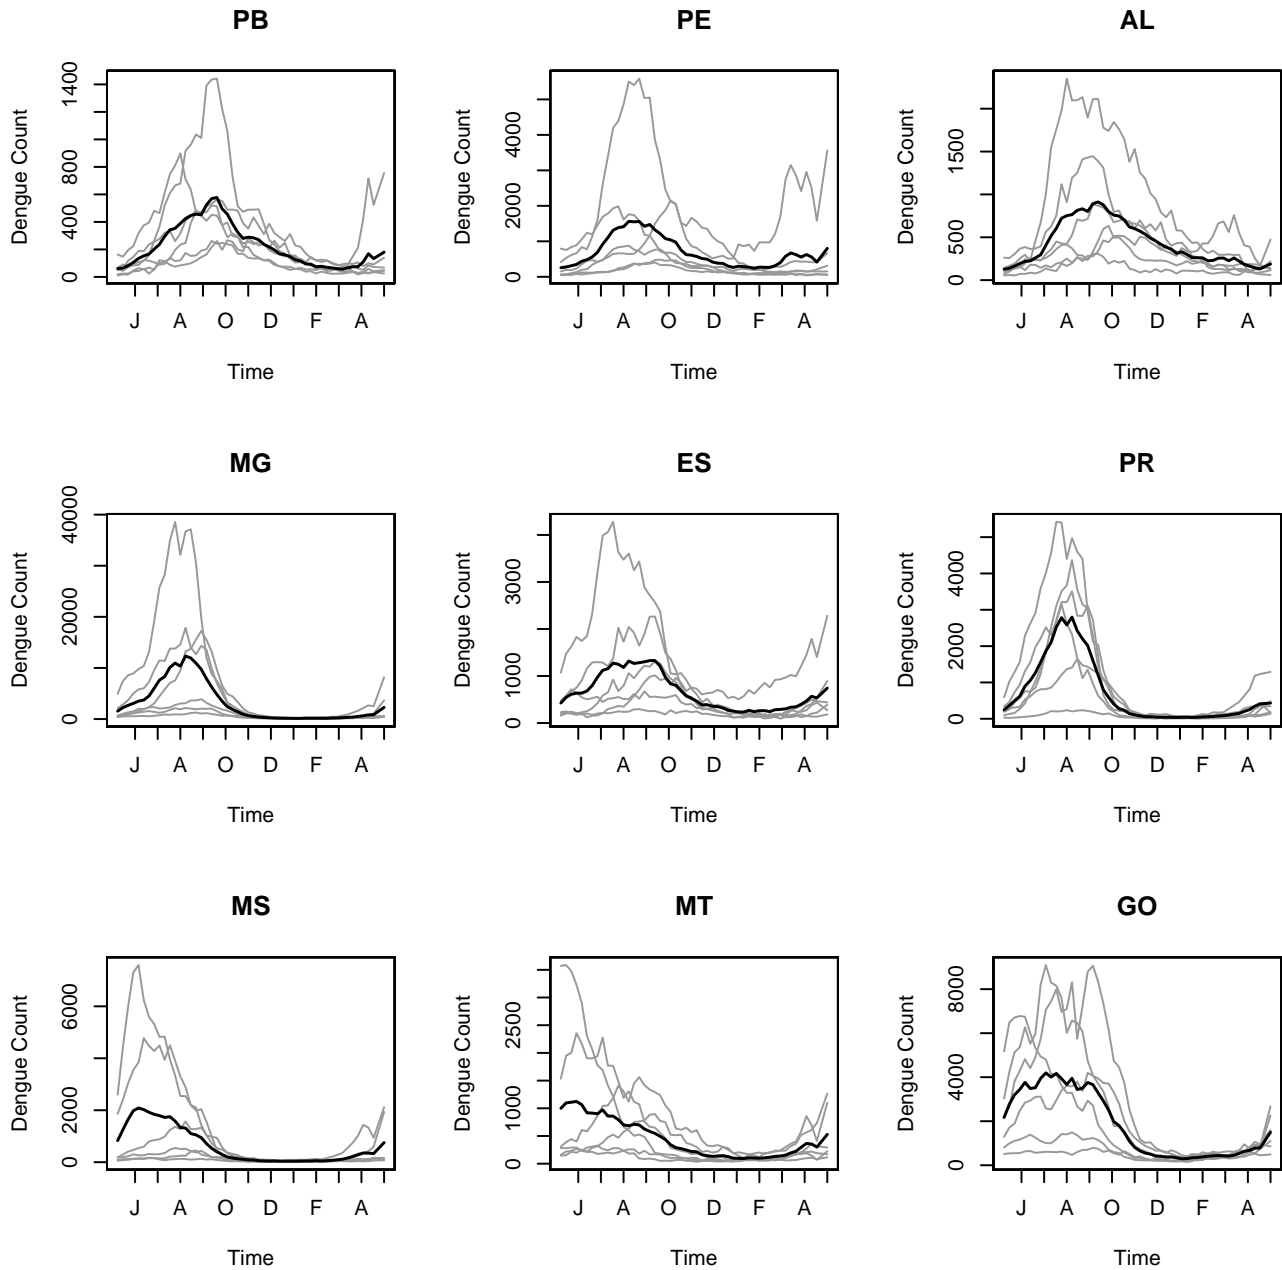 PB
PE
AL
Dengue Count
0
400
800
1400
J A O D F A
Time
Dengue Count
0
2000
4000
J A O D F A
Time
Dengue Count
0
500
1500
J A O D F A
Time
MG
ES
PR
Dengue Count
0
20000
40000
J A O D F A
Time
Dengue Count
0
1000
3000
J A O D F A
Time
Dengue Count
0
2000
4000
J A O D F A
Time
MS
MT
GO
Dengue Count
0
2000
6000
J A O D F A
Time
Dengue Count
0
1000
2500
J A O D F A
Time
Dengue Count
0
4000
8000
J A O D F A
Time